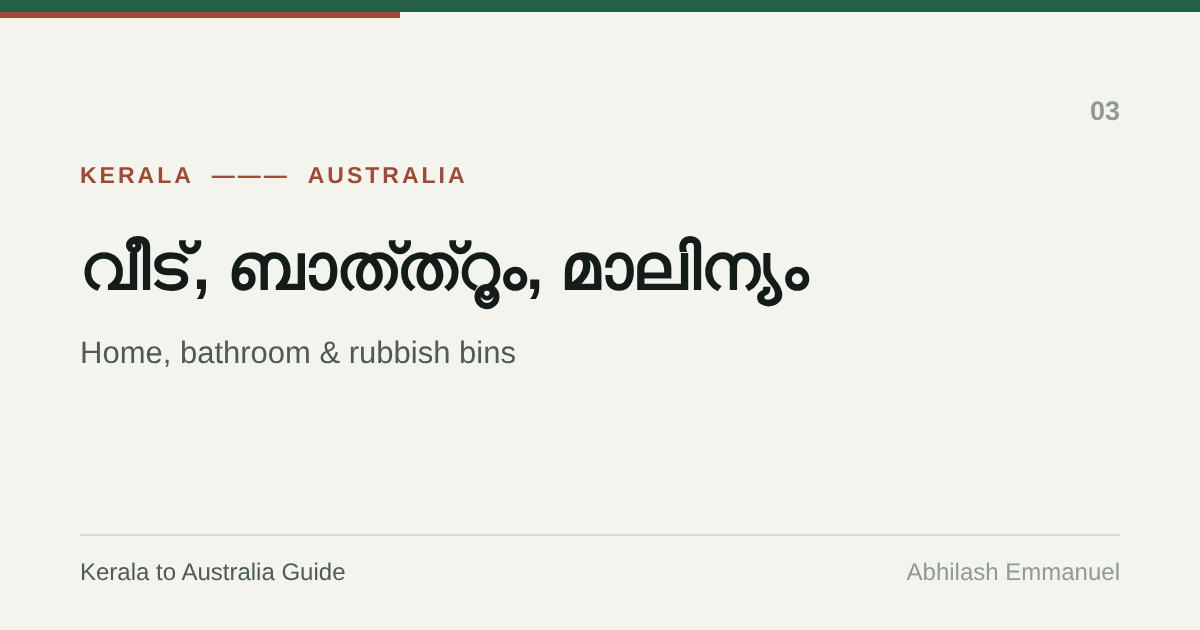 03
KERALA ——— AUSTRALIA
വീട്, ബാത്ത്റൂം, മാലിന്യം
Home, bathroom & rubbish bins
Kerala to Australia Guide
Abhilash Emmanuel